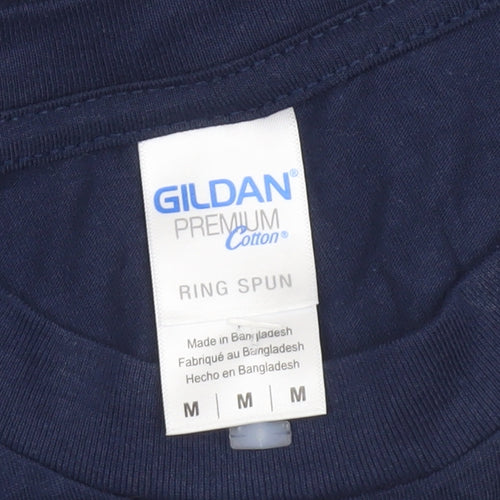 GILDAN®
PREMIUM
Cotton®
RING SPUN
Made in Bangladesh
Fabriqué au Bangladesh
Hecho en Bangladesh
M | M | M